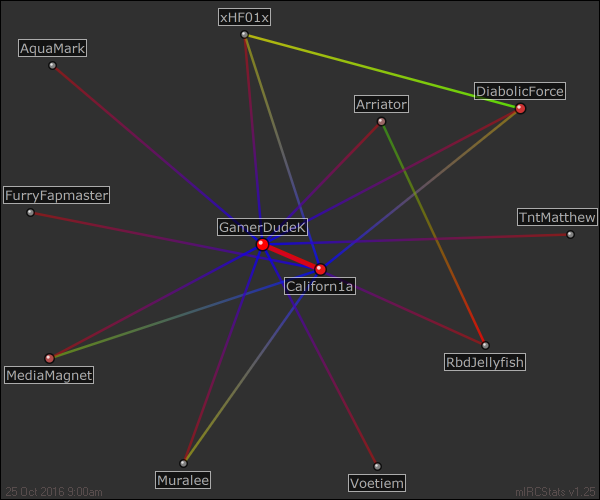 xHF01x
AquaMark
DiabolicForce
Arriator
FurryFapmaster
TntMatthew
GamerDudeK
Californ1a
RbdJellyfish
MediaMagnet
Muralee
Voetiem
25 Oct 2016 9:00am
mIRCStats v1.25